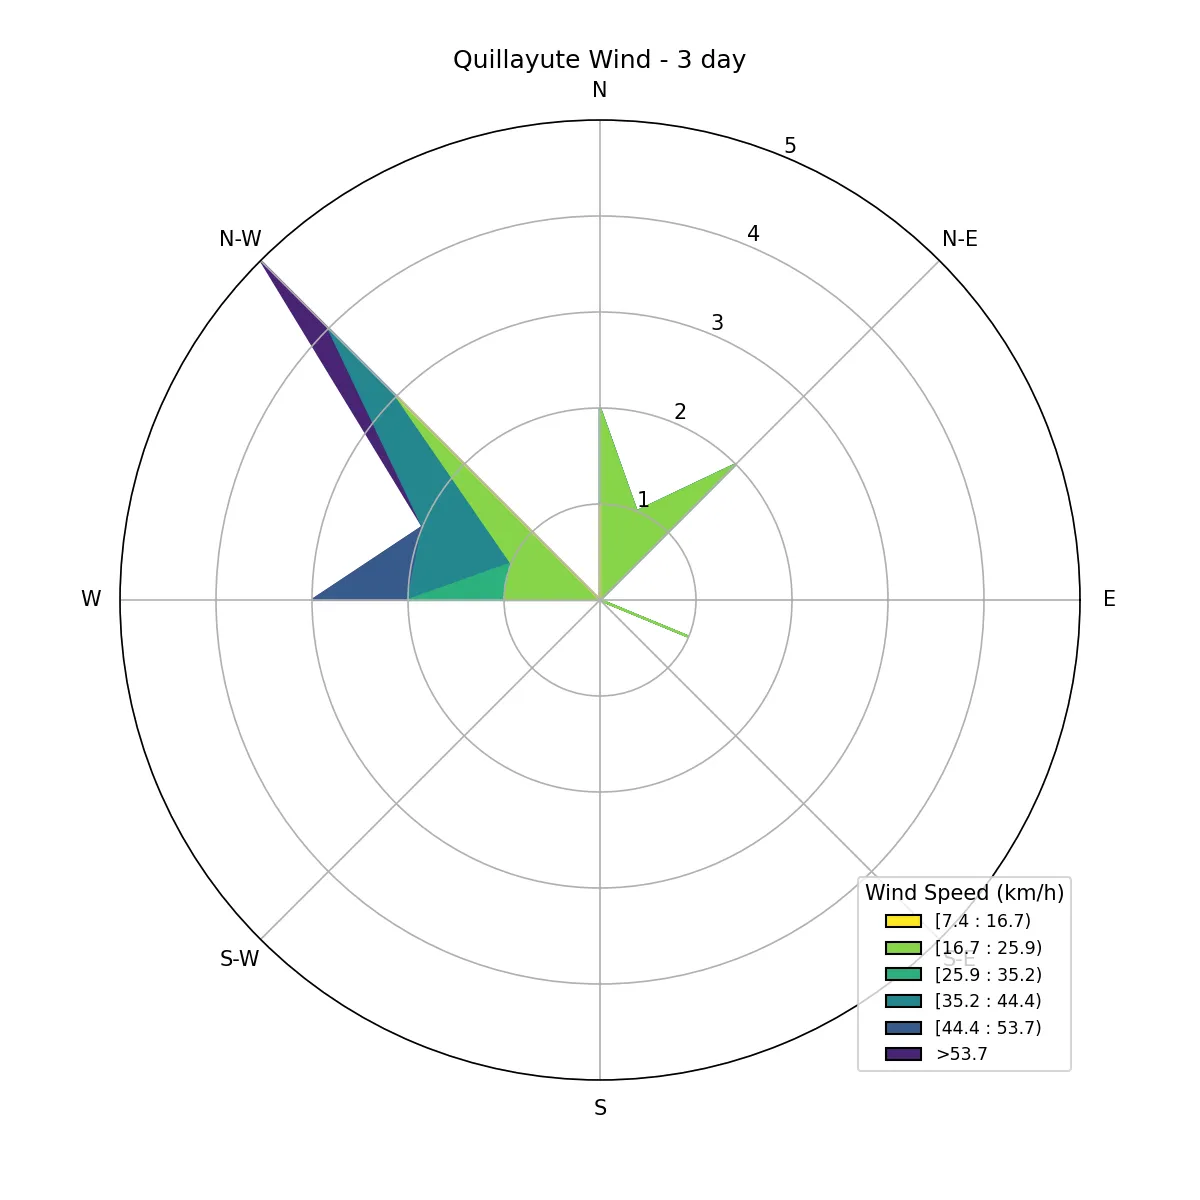 Quillayute Wind - 3 day
N
5
N-W
4
N-E
3
2
1
W
E
Wind Speed (km/h)
[7.4 : 16.7)
[16.7 : 25.9)
S-W
S-E
[25.9 : 35.2)
[35.2 : 44.4)
[44.4 : 53.7)
>53.7
S